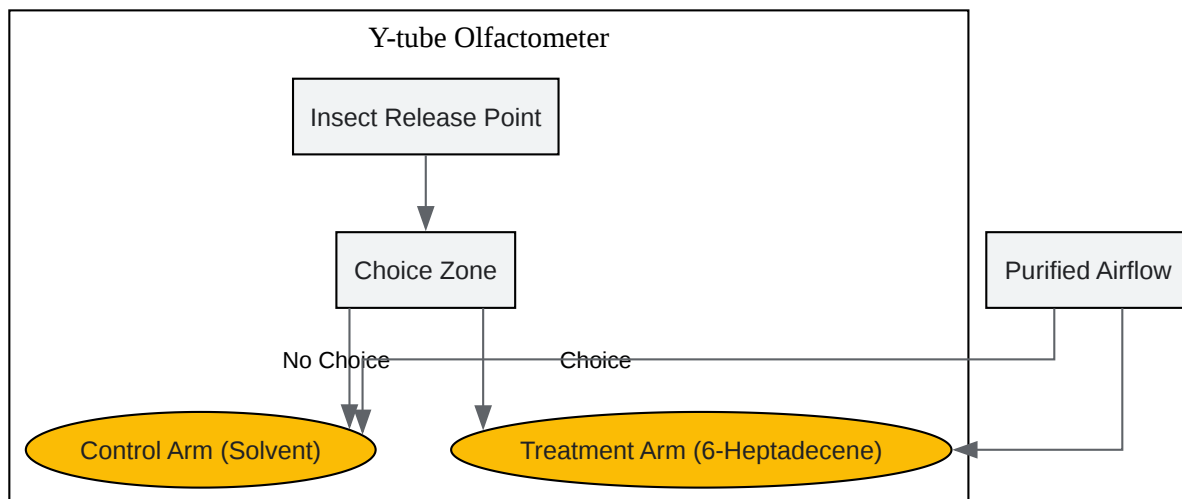 Y-tube Olfactometer
Insect Release Point
Choice Zone
Purified Airflow
No Choice
Choice
Control Arm (Solvent)
Treatment Arm (6-Heptadecene)